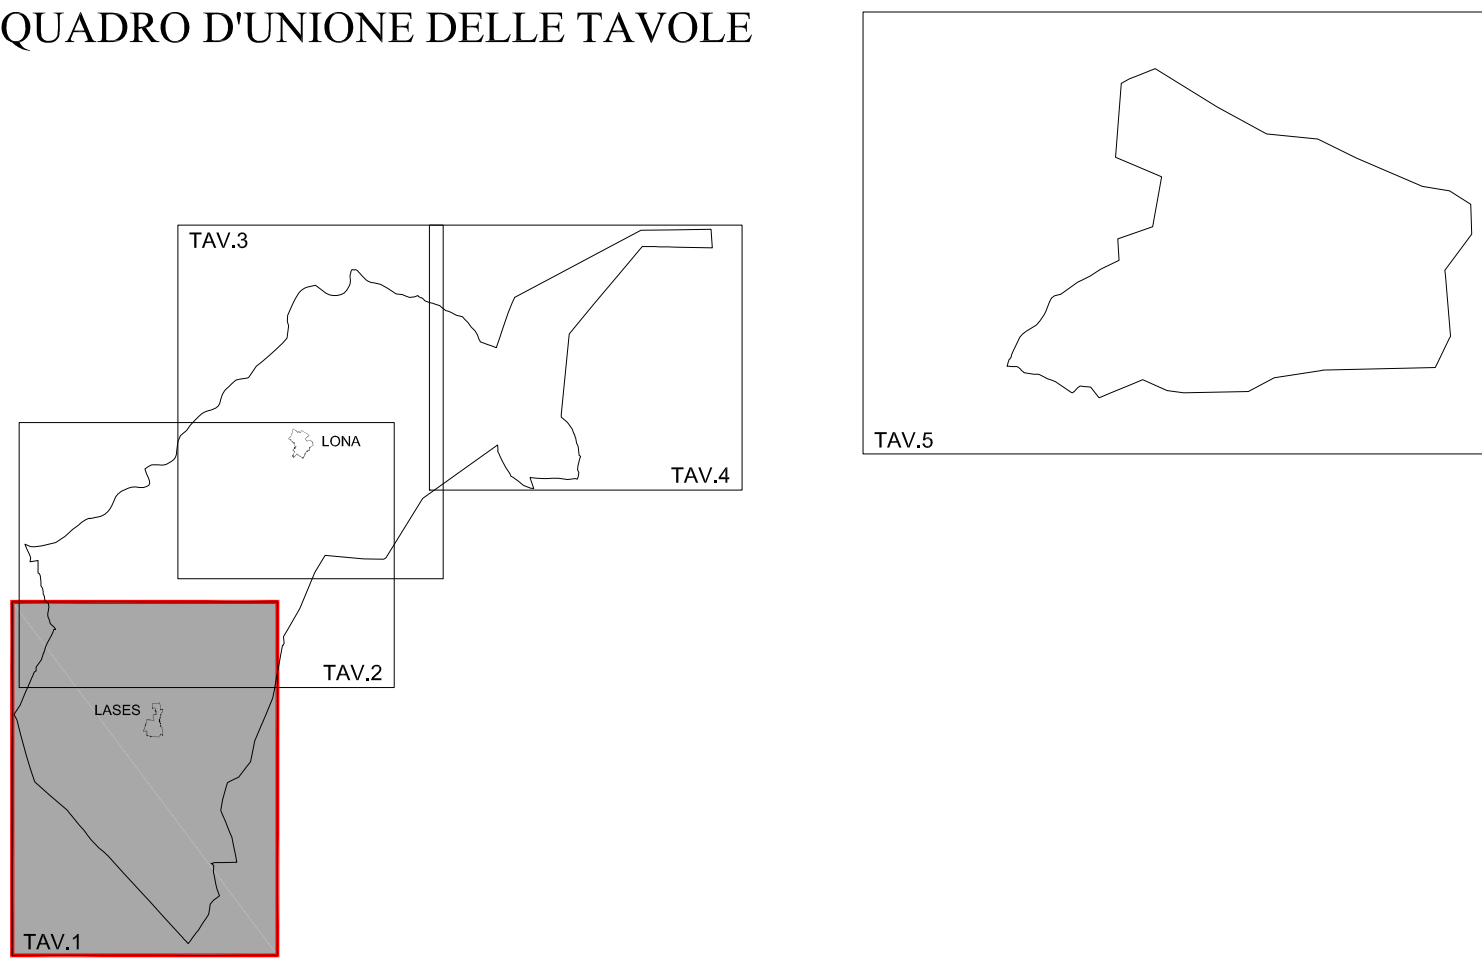 QUADRO D'UNIONE DELLE TAVOLE
TAV.3
LONA
TAV.4
TAV.5
TAV.2
LASES
TAV.1